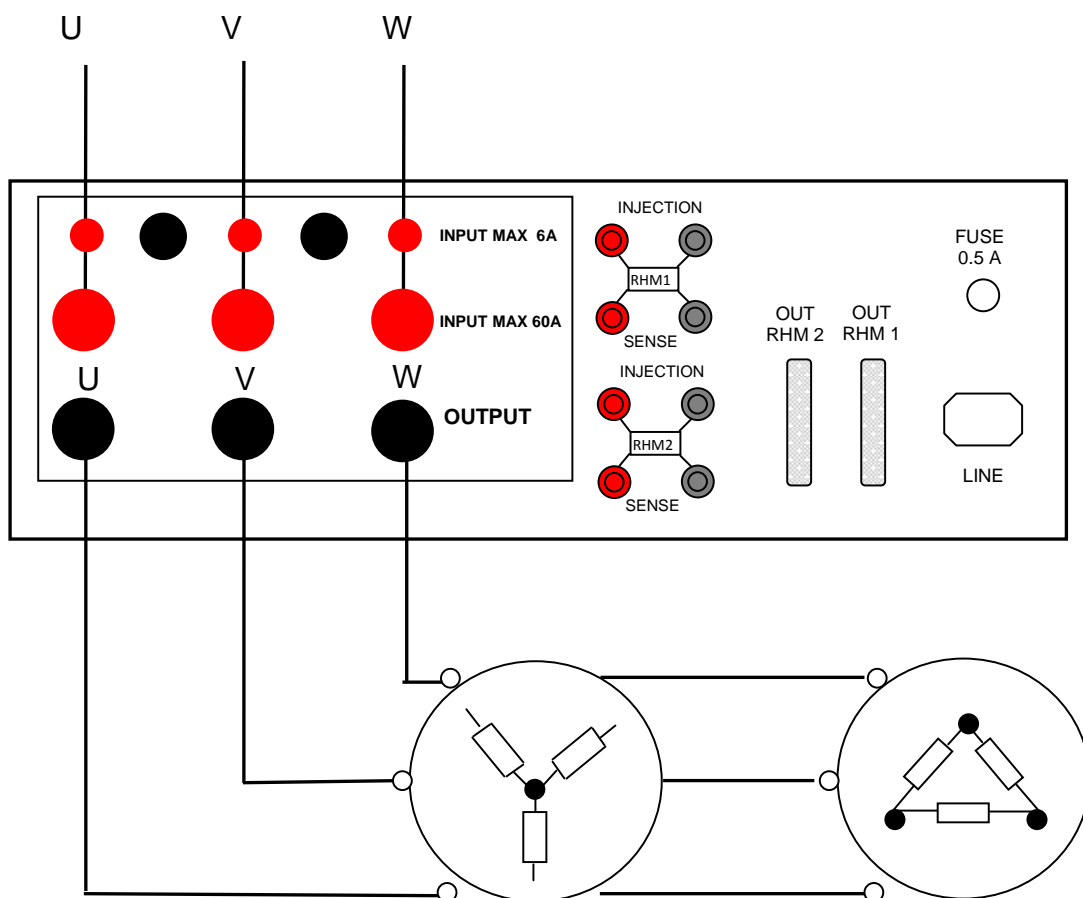 U V W
INPUT MAX 6A
INPUT MAX 60A
U V W
OUTPUT
INJECTION
RHM1
SENSE
INJECTION
RHM2
SENSE
OUT
RHM 2
OUT
RHM 1
FUSE
0.5 A
LINE